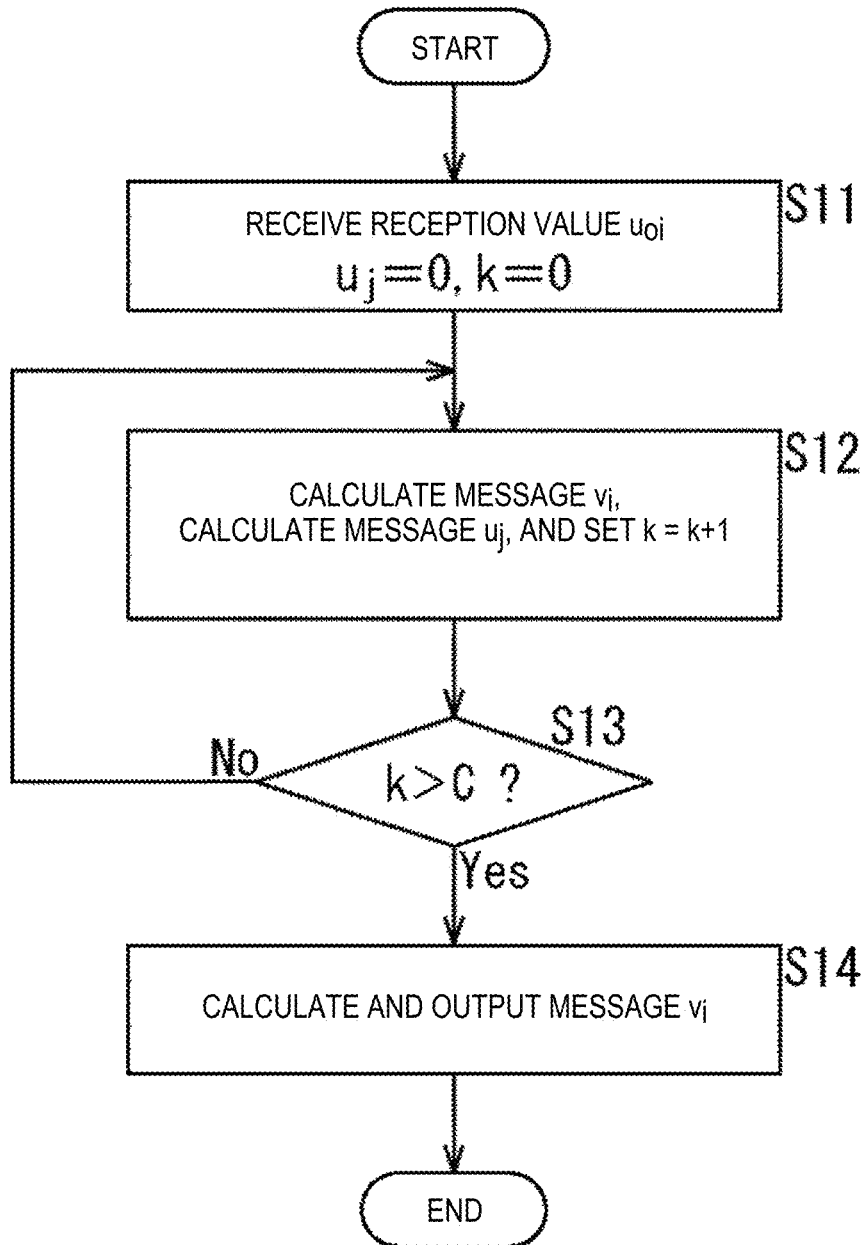 START
S11
RECEIVE RECEPTION VALUE uoi
uj=0, k=0
S12
CALCULATE MESSAGE vi,
CALCULATE MESSAGE uj, AND SET k = k+1
S13
No
k>C ?
Yes
S14
CALCULATE AND OUTPUT MESSAGE vi
END